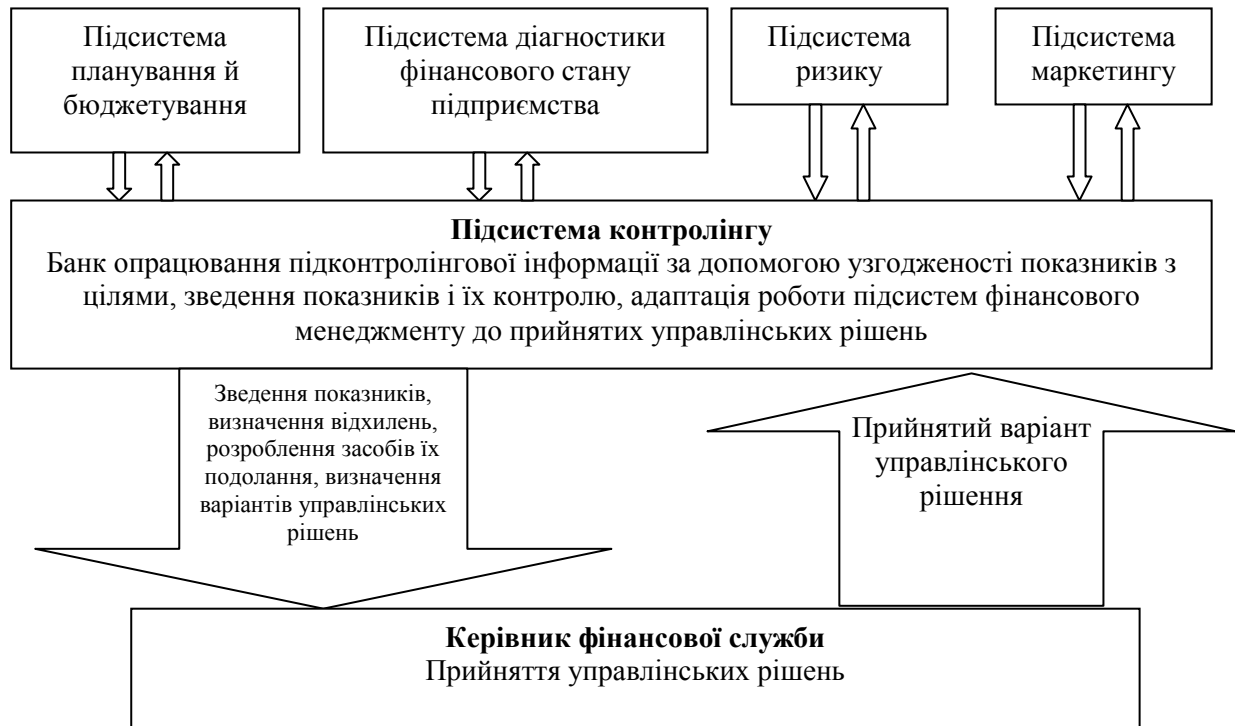 Підсистема
планування й
бюджетування
Підсистема діагностики
фінансового стану
підприємства
Підсистема
ризику
Підсистема
маркетингу
Підсистема контролінгу
Банк опрацювання підконтролінгової інформації за допомогою узгодженості показників з
цілями, зведення показників і їх контролю, адаптація роботи підсистем фінансового
менеджменту до прийнятих управлінських рішень
Зведення показників,
визначення відхилень,
розроблення засобів їх
подолання, визначення
варіантів управлінських
рішень
Прийнятий варіант
управлінського
рішення
Керівник фінансової служби
Прийняття управлінських рішень